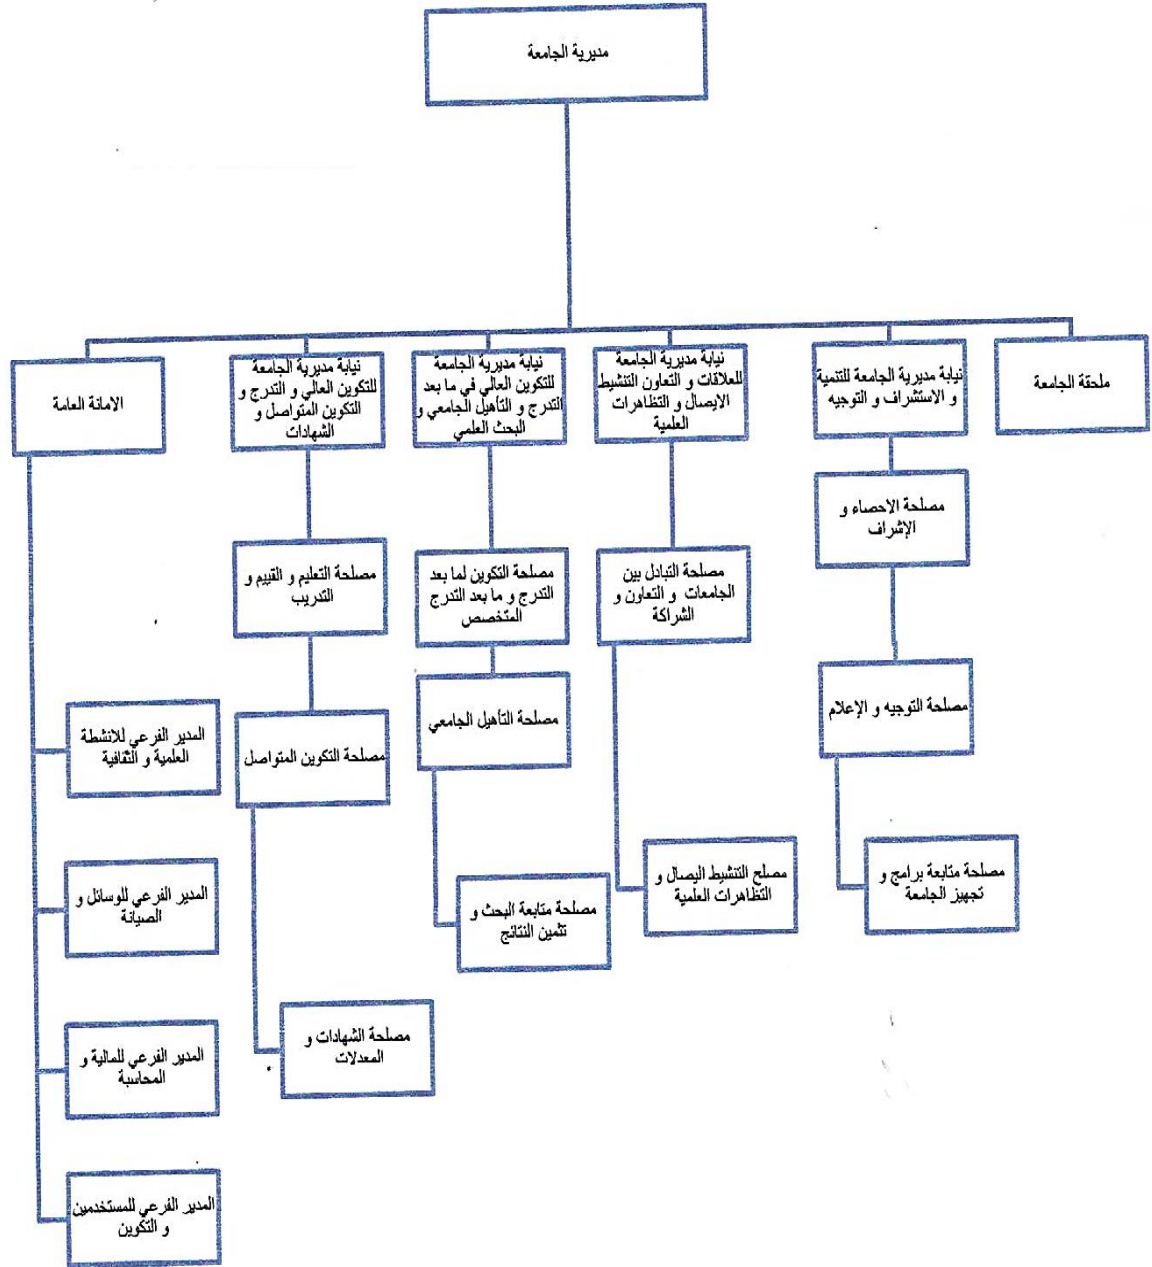 مديرية الجامعة
ملحقة الجامعة
نيابة مديرية الجامعة للتنمية
و الاستشراف و التوجيه
نيابة مديرية الجامعة
للعلاقات و التعاون التنشيط
الايصال و التظاهرات
العلمية
نيابة مديرية الجامعة
للتكوين العالي في ما بعد
التدرج و التأهيل الجامعي و
البحث العلمي
نيابة مديرية الجامعة
للتكوين العالي و التدرج و
التكوين المتواصل و
الشهادات
الامانة العامة
مصلحة الاحصاء و
الإشراف
مصلحة التبادل بين
الجامعات و التعاون و
الشراكة
مصلحة التكوين لما بعد
التدرج و ما بعد التدرج
المتخصص
مصلحة التعليم و القييم و
التدريب
مصلحة التوجيه و الإعلام
مصلحة التأهيل الجامعي
مصلحة التكوين المتواصل
المدير الفرعي للانشطة
العلمية و الثقافية
مصلحة متابعة برامج و
تجهيز الجامعة
مصلح التنشيط اليصال و
التظاهرات العلمية
مصلحة متابعة البحث و
تثمين النتائج
المدير الفرعي للوسائل و
الصيانة
مصلحة الشهادات و
المعدلات
المدير الفرعي للمالية و
المحاسبة
المدير الفرعي للمستخدمين
و التكوين